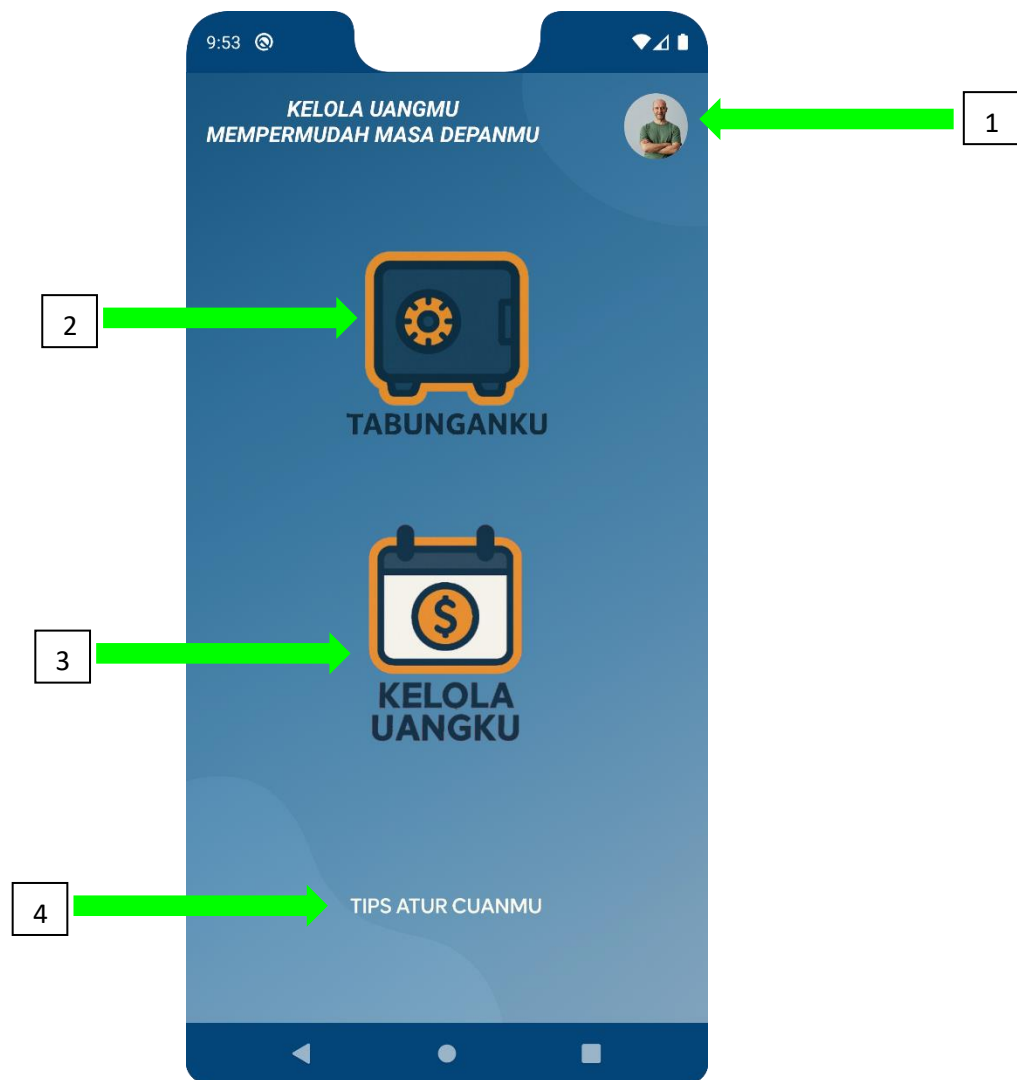 9:53
KELOLA UANGMU
MEMPERMUDAH MASA DEPANMU
1
2
TABUNGANKU
$
3
KELOLA
UANGKU
4
TIPS ATUR CUANMU